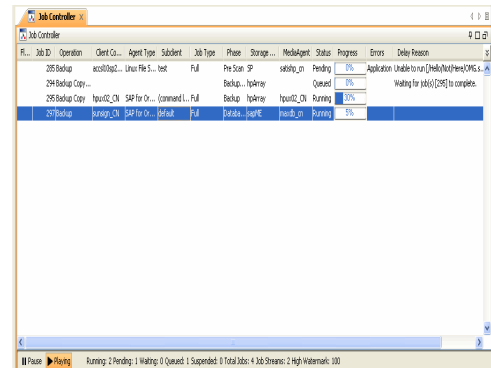 Job Controller
Job Controller
Fl... Job ID Operation Client Co... Agent Type Subclient Job Type Phase Storage ... MediaAgent Status Progress Errors Delay Reason
285 Backup Linux File S... test Full Pre Scan SP satship_cn Pending 0% Application Unable to run [/Hello/Not/Here/OMG.s...
294 Backup Copy ... Backup... hpArray Queued 0% Waiting for job(s) [295] to complete.
295 Backup Copy hpux02_CN SAP for Or... (command l... Full Backup hpArray hpux02_CN Running 30%
297 Backup sunsign_CN SAP for Or... default Full Databa... sapME maxdb_cn Running 5%
Pause Playing Running: 2 Pending: 1 Waiting: 0 Queued: 1 Suspended: 0 Total Jobs: 4 Job Streams: 2 High Watermark: 100